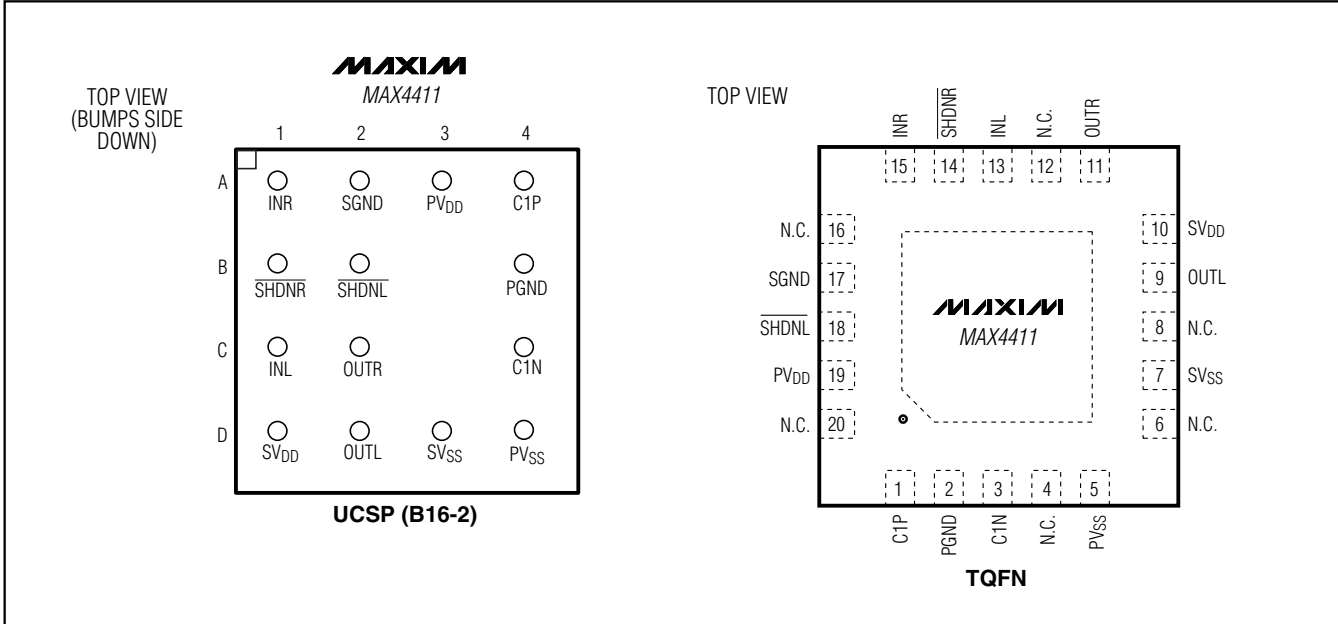 MAXIM
MAX4411
TOP VIEW
(BUMPS SIDE
DOWN)
1 2 3 4
A
INR SGND PVDD C1P
B
SHDNR SHDNL PGND
C
INL OUTR C1N
D
SVDD OUTL SVSS PVSS
UCSP (B16-2)
TOP VIEW
INR SHDNR INL N.C. OUTR
15 14 13 12 11
N.C. 16 10 SVDD
SGND 17 9 OUTL
SHDNL 18 8 N.C.
PVDD 19 7 SVSS
N.C. 20 6 N.C.
MAXIM
MAX4411
1 2 3 4 5
C1P PGND C1N N.C. PVSS
TQFN